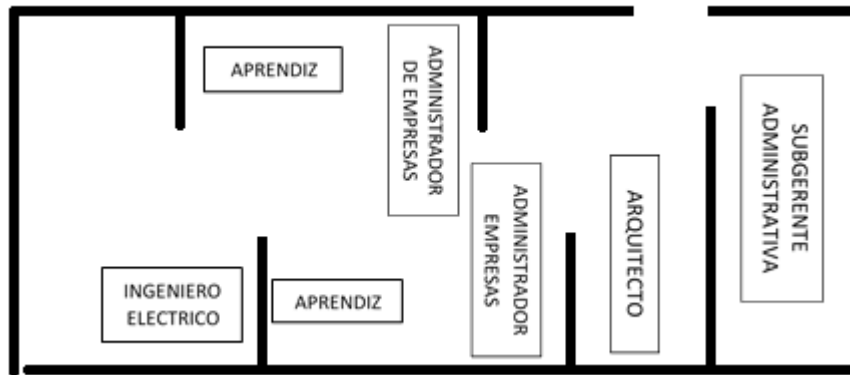 APRENDIZ
ADMINISTRADOR
DE EMPRESAS
SUBGERENTE
ADMINISTRATIVA
ARQUITECTO
ADMINISTRADOR
EMPRESAS
INGENIERO
ELECTRICO
APRENDIZ